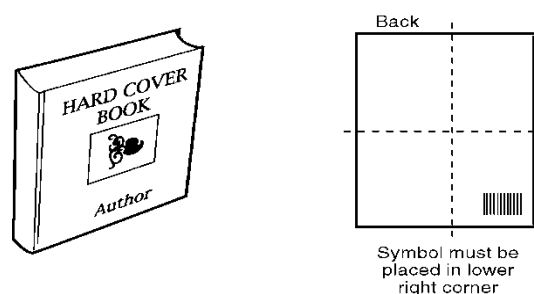 HARD COVER
BOOK
Author
Back
Symbol must be
placed in lower
right corner